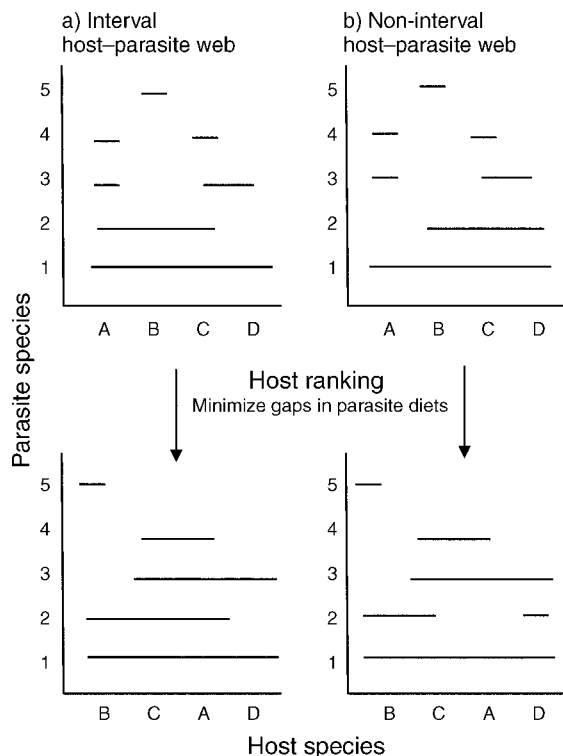 a) Interval
host–parasite web
b) Non-interval
host–parasite web
5
4
3
2
1
A B C D
5
4
3
2
1
A B C D
Parasite species
Host ranking
Minimize gaps in parasite diets
5
4
3
2
1
B C A D
5
4
3
2
1
B C A D
Host species